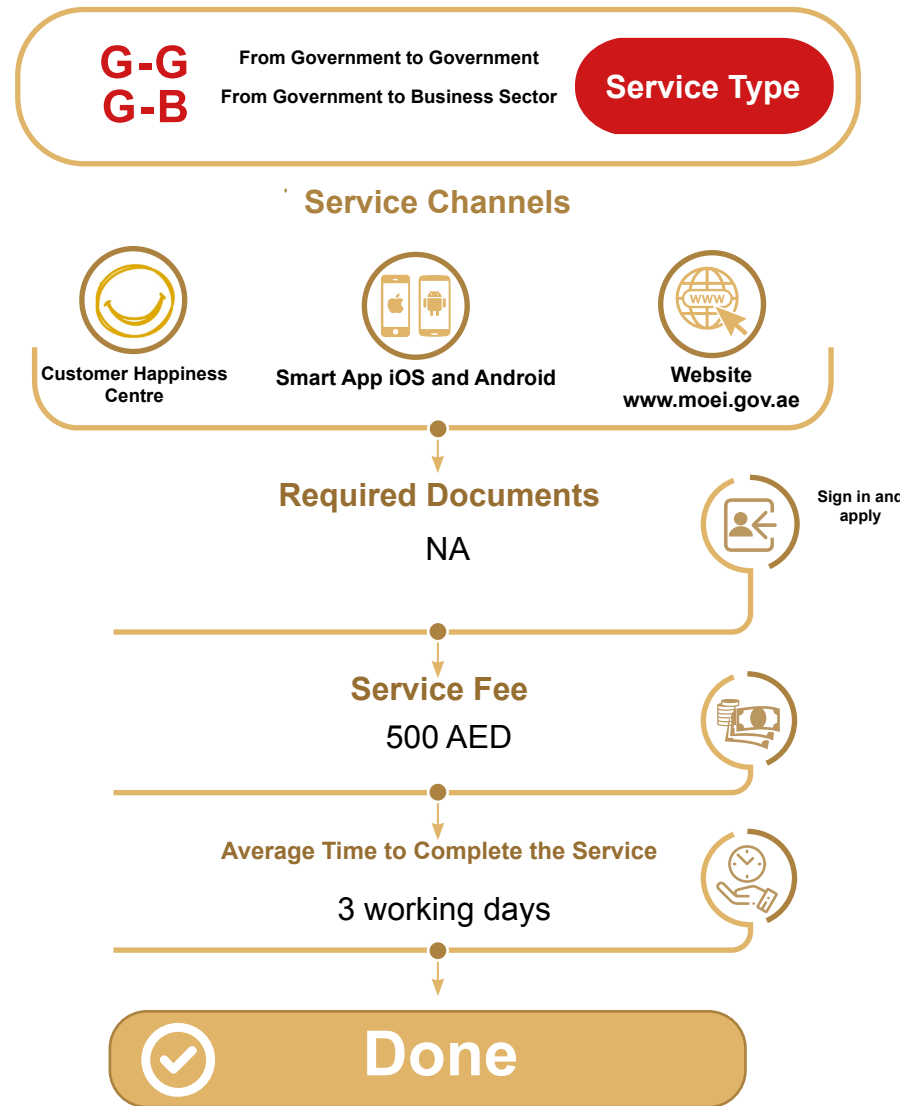 G-G
From Government to Government
G-B
From Government to Business Sector
Service Type
Service Channels
Customer Happiness
Centre
Smart App iOS and Android
WWW
Website
www.moei.gov.ae
Required Documents
NA
Sign in and
apply
Service Fee
500 AED
Average Time to Complete the Service
3 working days
Done